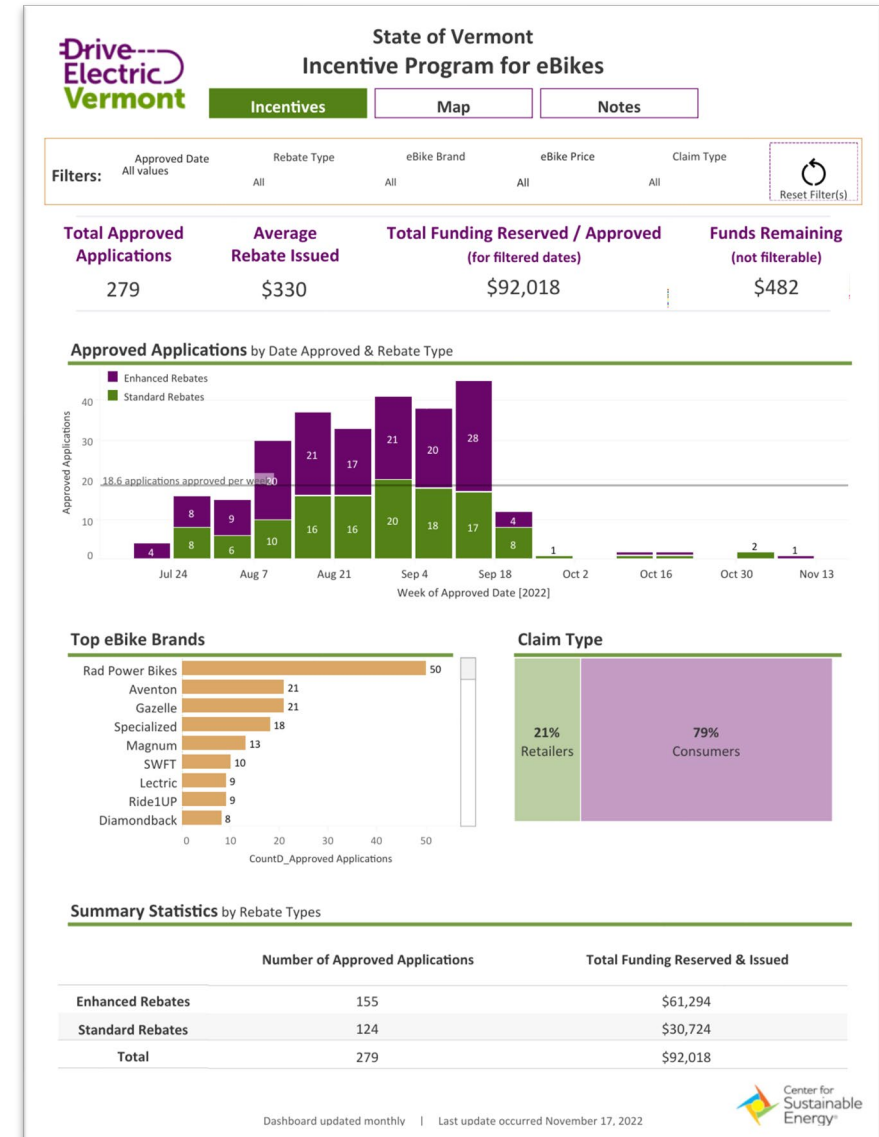 Drive
Electric
Vermont
State of Vermont
Incentive Program for eBikes
Incentives Map Notes
Filters:
Approved Date Rebate Type eBike Brand eBike Price Claim Type
All values All All All All
Reset Filter(s)
Total Approved Applications
279
Average Rebate Issued
$330
Total Funding Reserved / Approved
(for filtered dates)
$92,018
Funds Remaining
(not filterable)
$482
Approved Applications by Date Approved & Rebate Type
Enhanced Rebates
Standard Rebates
Approved Applications
40
30
20
10
0
18.6 applications approved per week
4
8 8
9 6
20 10
21 16
17 16
21 20
20 18
28 17
4 8
1
2
1
Jul 24 Aug 7 Aug 21 Sep 4 Sep 18 Oct 2 Oct 16 Oct 30 Nov 13
Week of Approved Date [2022]
Top eBike Brands
Rad Power Bikes 50
Aventon 21
Gazelle 21
Specialized 18
Magnum 13
SWFT 10
Lectric 9
Ride1UP 9
Diamondback 8
0 10 20 30 40 50
CountD_Approved Applications
Claim Type
21%
Retailers
79%
Consumers
Summary Statistics by Rebate Types
Number of Approved Applications Total Funding Reserved & Issued
Enhanced Rebates 155 $61,294
Standard Rebates 124 $30,724
Total 279 $92,018
Dashboard updated monthly | Last update occurred November 17, 2022
Center for
Sustainable
Energy